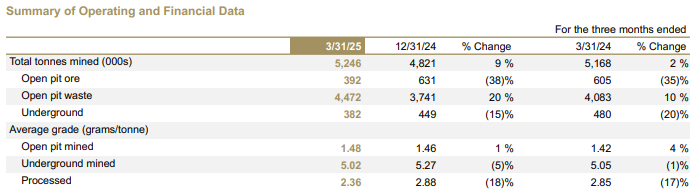 Summary of Operating and Financial Data
For the three months ended
3/31/25 12/31/24 % Change 3/31/24 % Change
Total tonnes mined (000s) 5,246 4,821 9 % 5,168 2 %
Open pit ore 392 631 (38)% 605 (35)%
Open pit waste 4,472 3,741 20 % 4,083 10 %
Underground 382 449 (15)% 480 (20)%
Average grade (grams/tonne)
Open pit mined 1.48 1.46 1 % 1.42 4 %
Underground mined 5.02 5.27 (5)% 5.05 (1)%
Processed 2.36 2.88 (18)% 2.85 (17)%